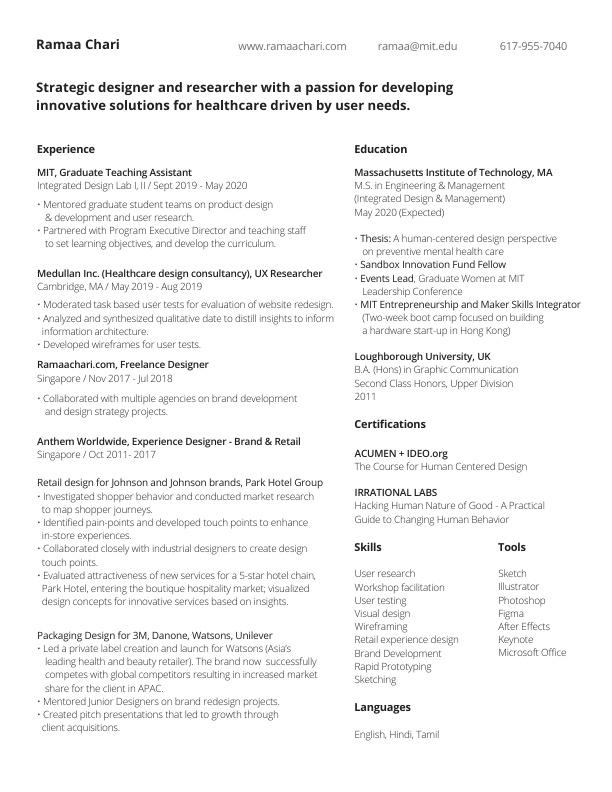 Ramaa Chari
www.ramaachari.com
ramaa@mit.edu
617-955-7040
Strategic designer and researcher with a passion for developing
innovative solutions for healthcare driven by user needs.
Experience
MIT, Graduate Teaching Assistant
Integrated Design Lab I, II / Sept 2019 - May 2020
• Mentored graduate student teams on product design
& development and user research.
• Partnered with Program Executive Director and teaching staff
to set learning objectives, and develop the curriculum.
Medullan Inc. (Healthcare design consultancy), UX Researcher
Cambridge, MA / May 2019 - Aug 2019
• Moderated task based user tests for evaluation of website redesign.
• Analyzed and synthesized qualitative date to distill insights to inform
information architecture.
• Developed wireframes for user tests.
Ramaachari.com, Freelance Designer
Singapore / Nov 2017 - Jul 2018
• Collaborated with multiple agencies on brand development
and design strategy projects.
Anthem Worldwide, Experience Designer - Brand & Retail
Singapore / Oct 2011- 2017
Retail design for Johnson and Johnson brands, Park Hotel Group
• Investigated shopper behavior and conducted market research
to map shopper journeys.
• Identified pain-points and developed touch points to enhance
in-store experiences.
• Collaborated closely with industrial designers to create design
touch points.
• Evaluated attractiveness of new services for a 5-star hotel chain,
Park Hotel, entering the boutique hospitality market; visualized
design concepts for innovative services based on insights.
Packaging Design for 3M, Danone, Watsons, Unilever
• Led a private label creation and launch for Watsons (Asia's
leading health and beauty retailer). The brand now successfully
competes with global competitors resulting in increased market
share for the client in APAC.
• Mentored Junior Designers on brand redesign projects.
• Created pitch presentations that led to growth through
client acquisitions.
Education
Massachusetts Institute of Technology, MA
M.S. in Engineering & Management
(Integrated Design & Management)
May 2020 (Expected)
• Thesis: A human-centered design perspective
on preventive mental health care
• Sandbox Innovation Fund Fellow
• Events Lead, Graduate Women at MIT
Leadership Conference
• MIT Entrepreneurship and Maker Skills Integrator
(Two-week boot camp focused on building
a hardware start-up in Hong Kong)
Loughborough University, UK
B.A. (Hons) in Graphic Communication
Second Class Honors, Upper Division
2011
Certifications
ACUMEN + IDEO.org
The Course for Human Centered Design
IRRATIONAL LABS
Hacking Human Nature of Good - A Practical
Guide to Changing Human Behavior
Skills
User research
Workshop facilitation
User testing
Visual design
Wireframing
Retail experience design
Brand Development
Rapid Prototyping
Sketching
Tools
Sketch
Illustrator
Photoshop
Figma
After Effects
Keynote
Microsoft Office
Languages
English, Hindi, Tamil